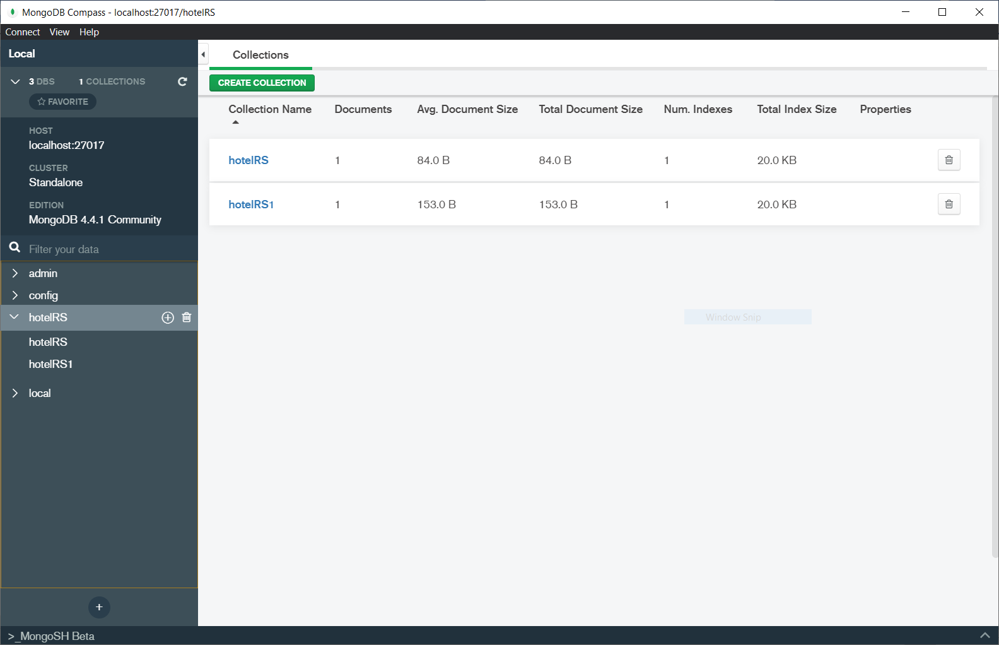 MongoDB Compass - localhost:27017/hotelRS
Connect View Help
Local
3 DBS 1 COLLECTIONS
FAVORITE
HOST
localhost:27017
CLUSTER
Standalone
EDITION
MongoDB 4.4.1 Community
Filter your data
admin
config
hotelRS
hotelRS
hotelRS1
local
+
Collections
CREATE COLLECTION
Collection Name Documents Avg. Document Size Total Document Size Num. Indexes Total Index Size Properties
hotelRS 1 84.0 B 84.0 B 1 20.0 KB
hotelRS1 1 153.0 B 153.0 B 1 20.0 KB
Window Snip
>_MongoSH Beta